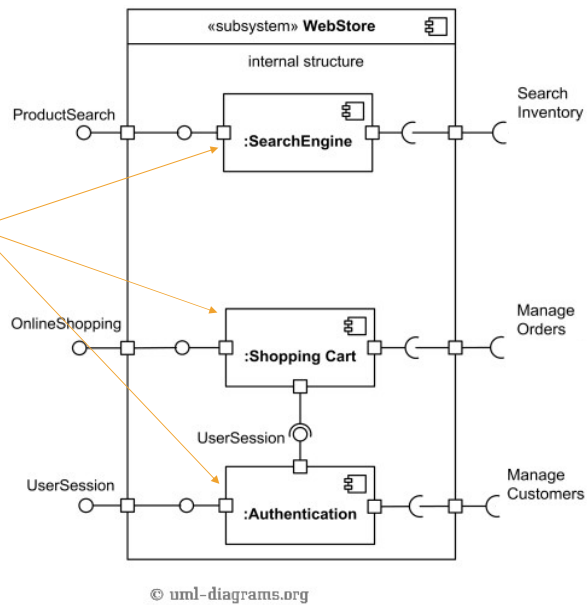 «subsystem» WebStore
internal structure
ProductSearch
:SearchEngine
Search
Inventory
OnlineShopping
:Shopping Cart
Manage
Orders
UserSession
UserSession
:Authentication
Manage
Customers
© uml-diagrams.org